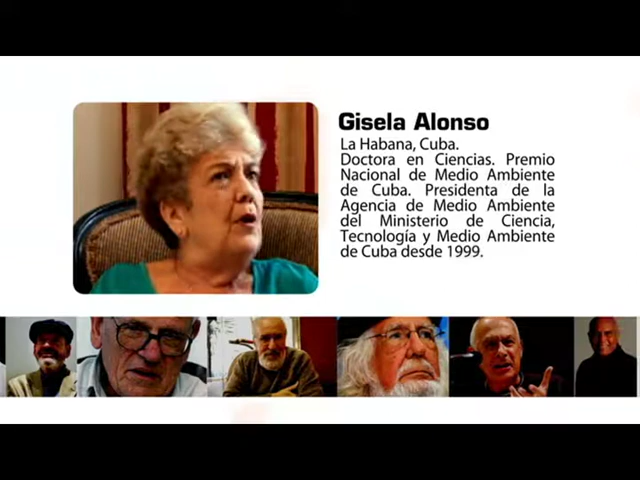 Gisela Alonso
La Habana, Cuba.
Doctora en Ciencias. Premio
Nacional de Medio Ambiente
de Cuba. Presidenta de la
Agencia de Medio Ambiente
del Ministerio de Ciencia,
Tecnología y Medio Ambiente
de Cuba desde 1999.